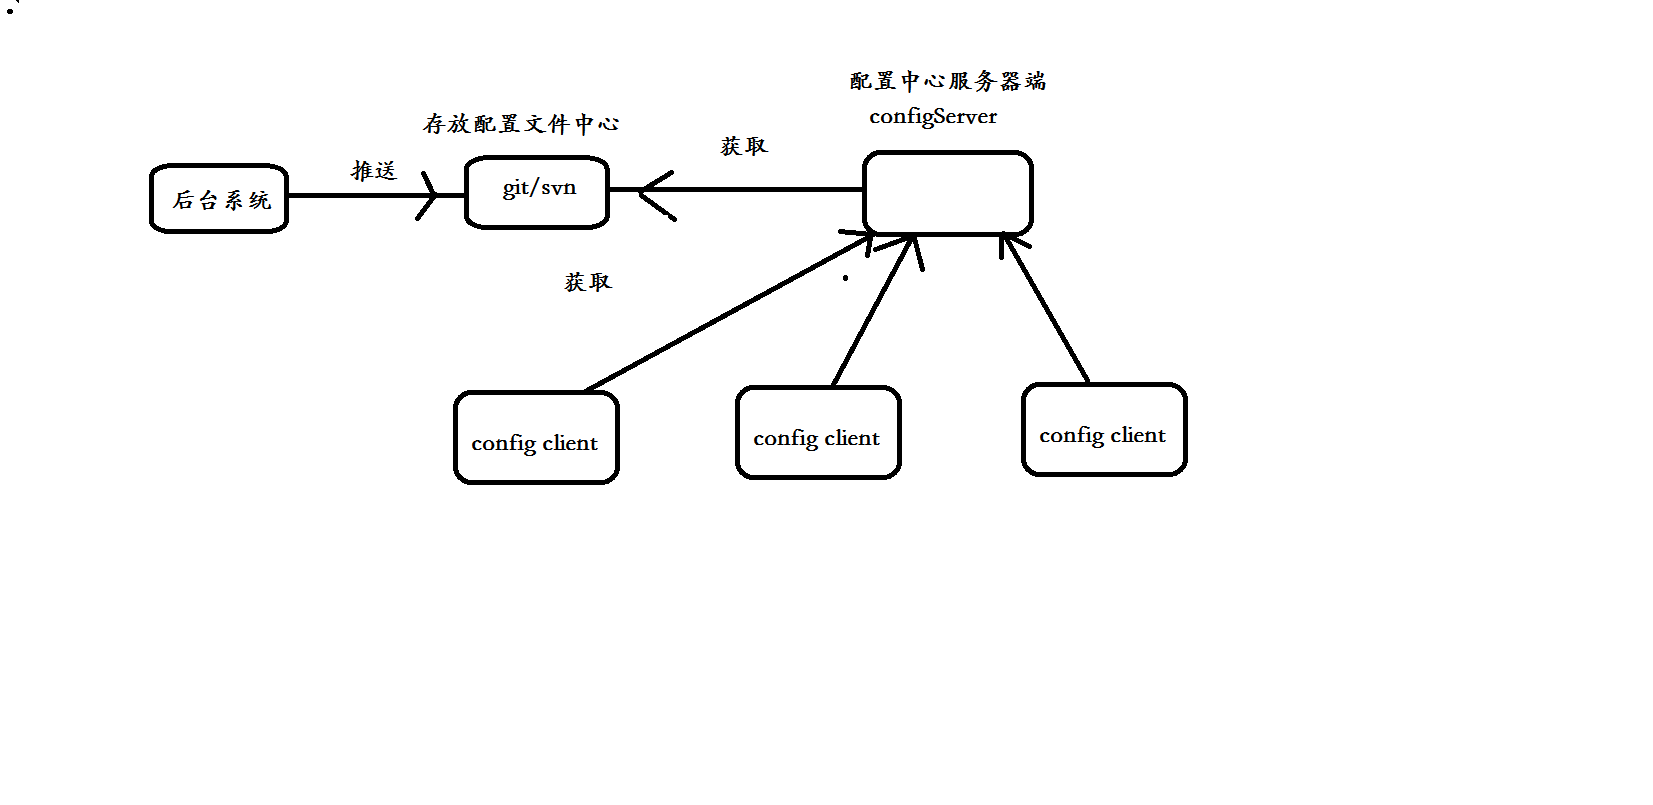 配置中心服务器端
configServer
存放配置文件中心
获取
推送
git/svn
后台系统
获取
config client
config client
config client